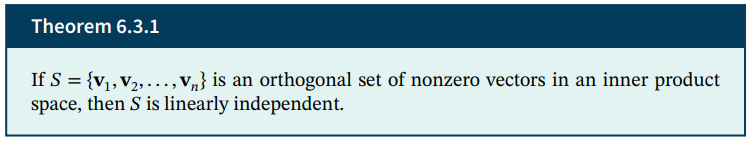 Theorem 6.3.1
If S = {v₁, v₂, . . . , vₙ} is an orthogonal set of nonzero vectors in an inner product
space, then S is linearly independent.